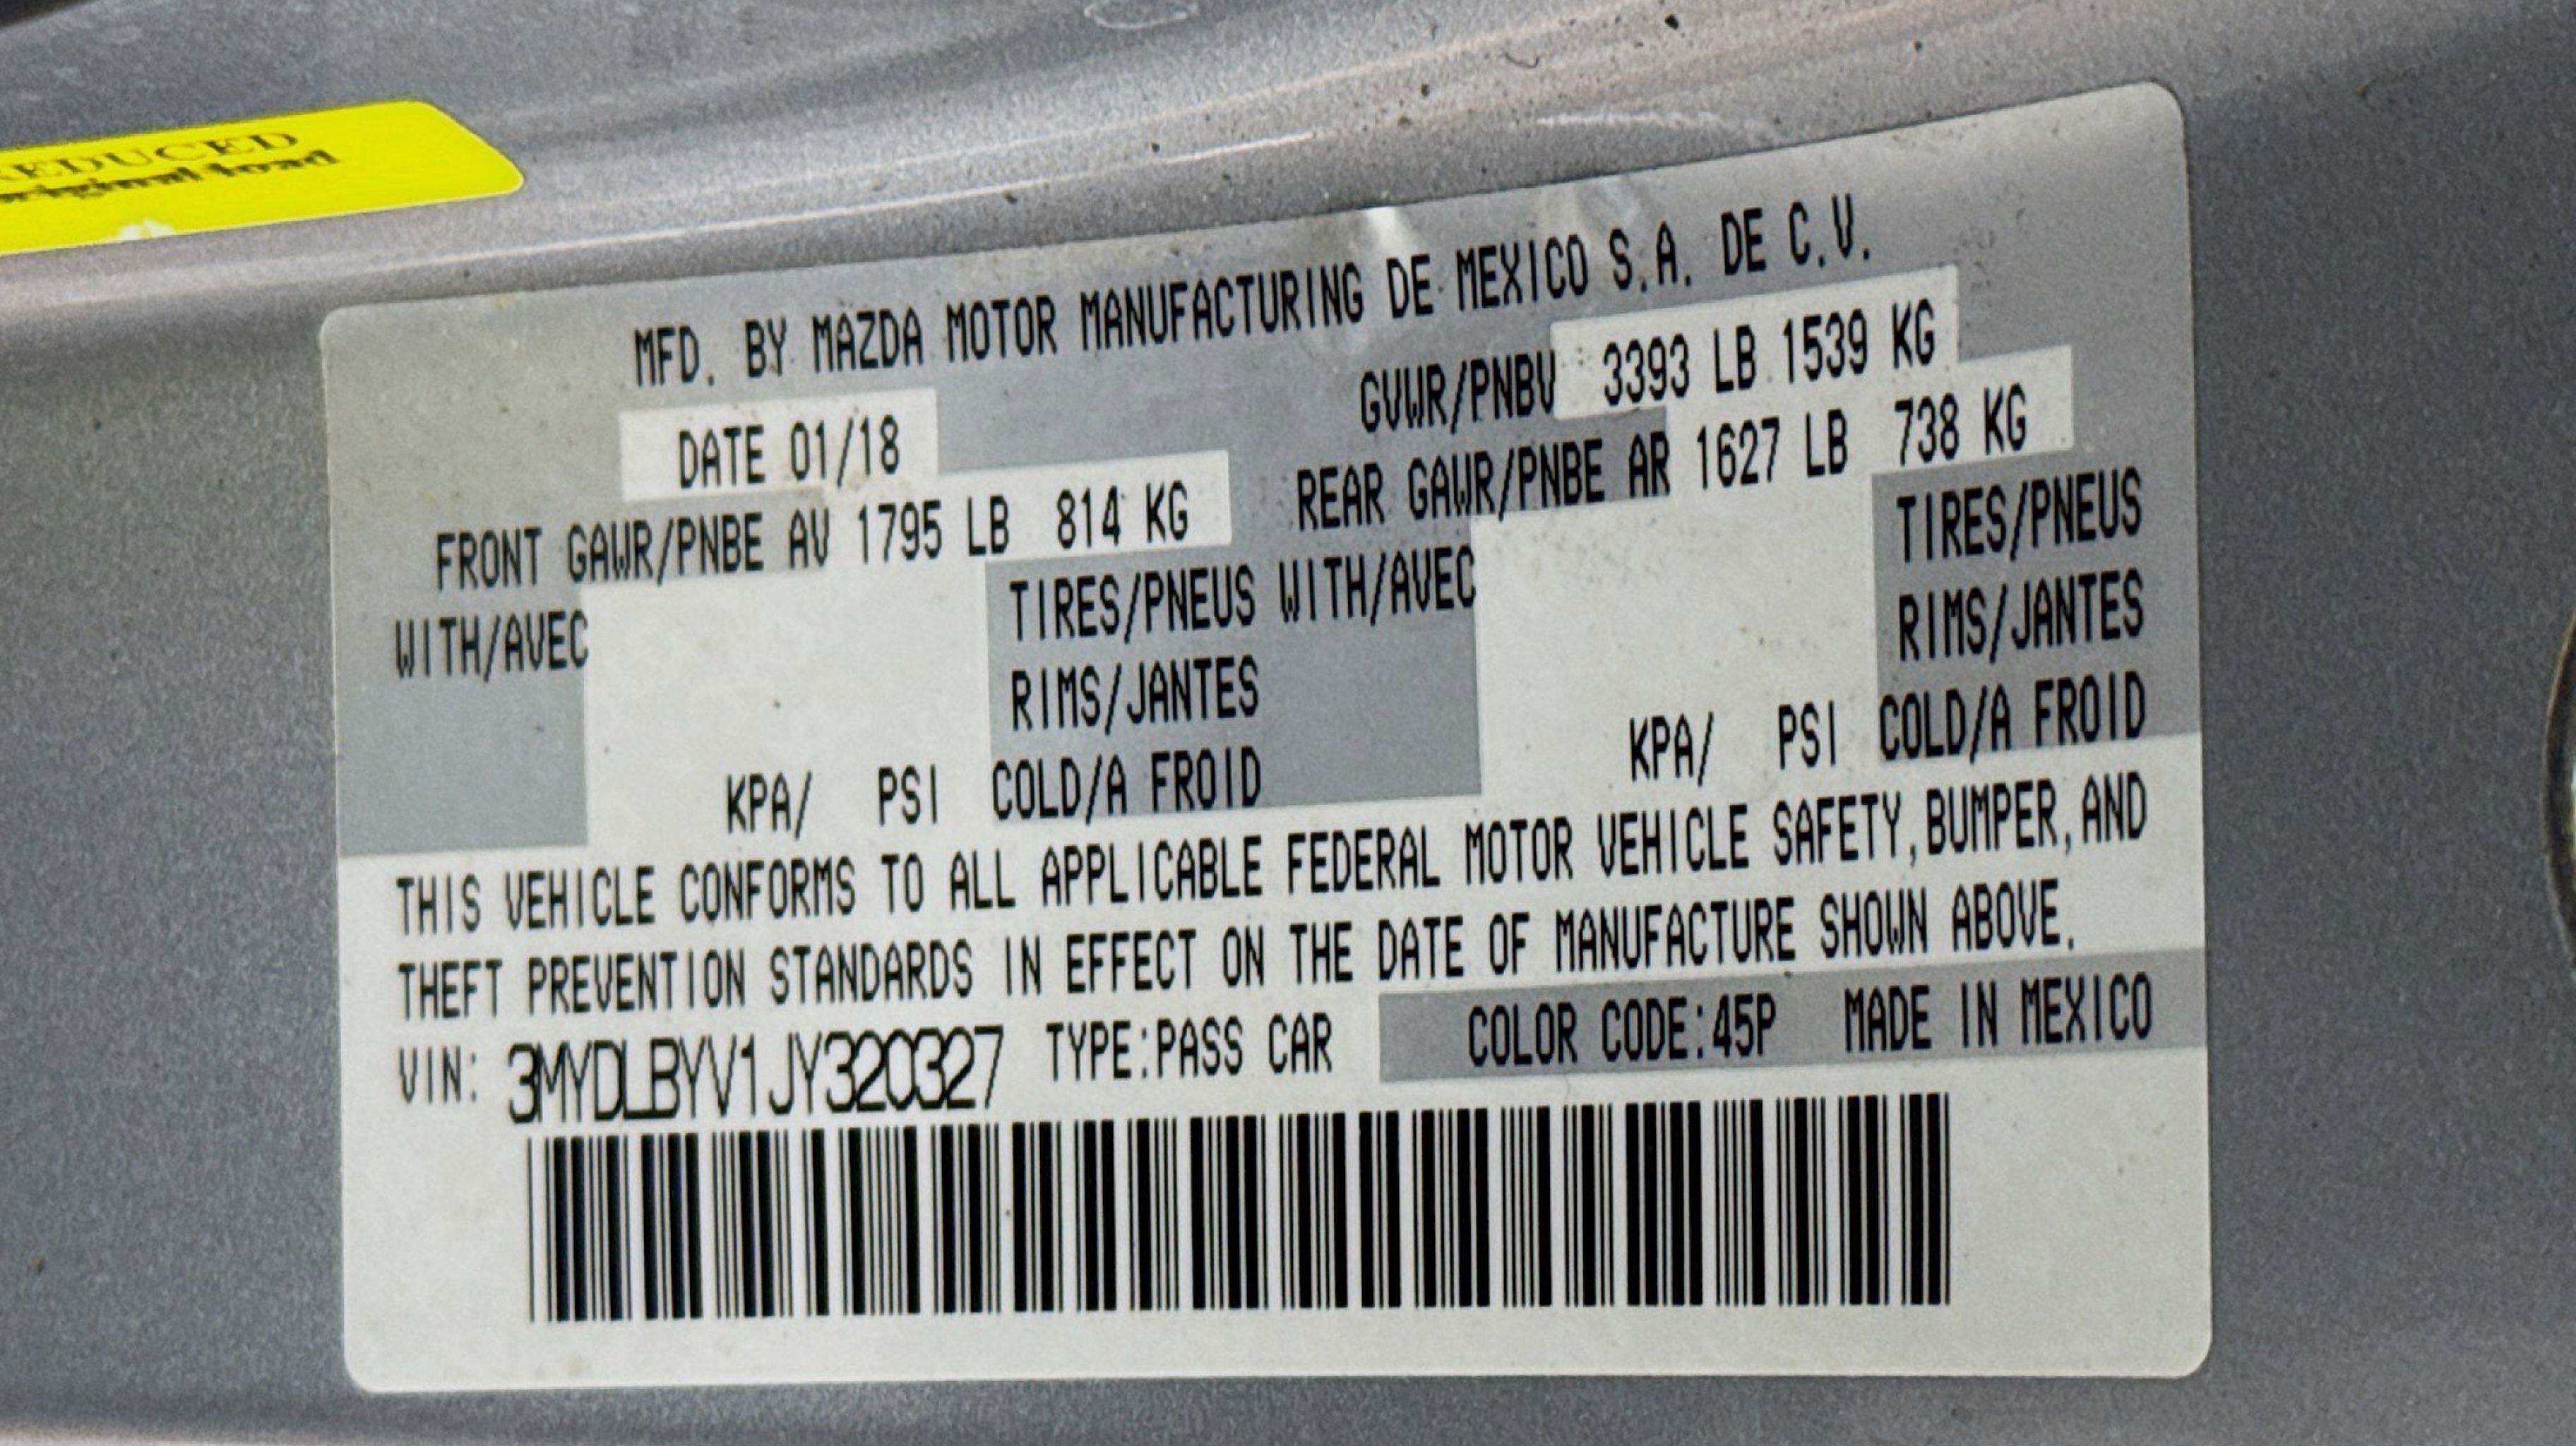 REDUCED
original load
MFD. BY MAZDA MOTOR MANUFACTURING DE MEXICO S.A. DE C.V.
DATE 01/18 GVWR/PNBV 3393 LB 1539 KG
FRONT GAWR/PNBE AV 1795 LB 814 KG REAR GAWR/PNBE AR 1627 LB 738 KG
WITH/AVEC TIRES/PNEUS WITH/AVEC TIRES/PNEUS
RIMS/JANTES RIMS/JANTES
KPA/ PSI COLD/A FROID KPA/ PSI COLD/A FROID
THIS VEHICLE CONFORMS TO ALL APPLICABLE FEDERAL MOTOR VEHICLE SAFETY, BUMPER, AND
THEFT PREVENTION STANDARDS IN EFFECT ON THE DATE OF MANUFACTURE SHOWN ABOVE.
VIN: 3MYDLBYV1JY320327 TYPE:PASS CAR COLOR CODE:45P MADE IN MEXICO